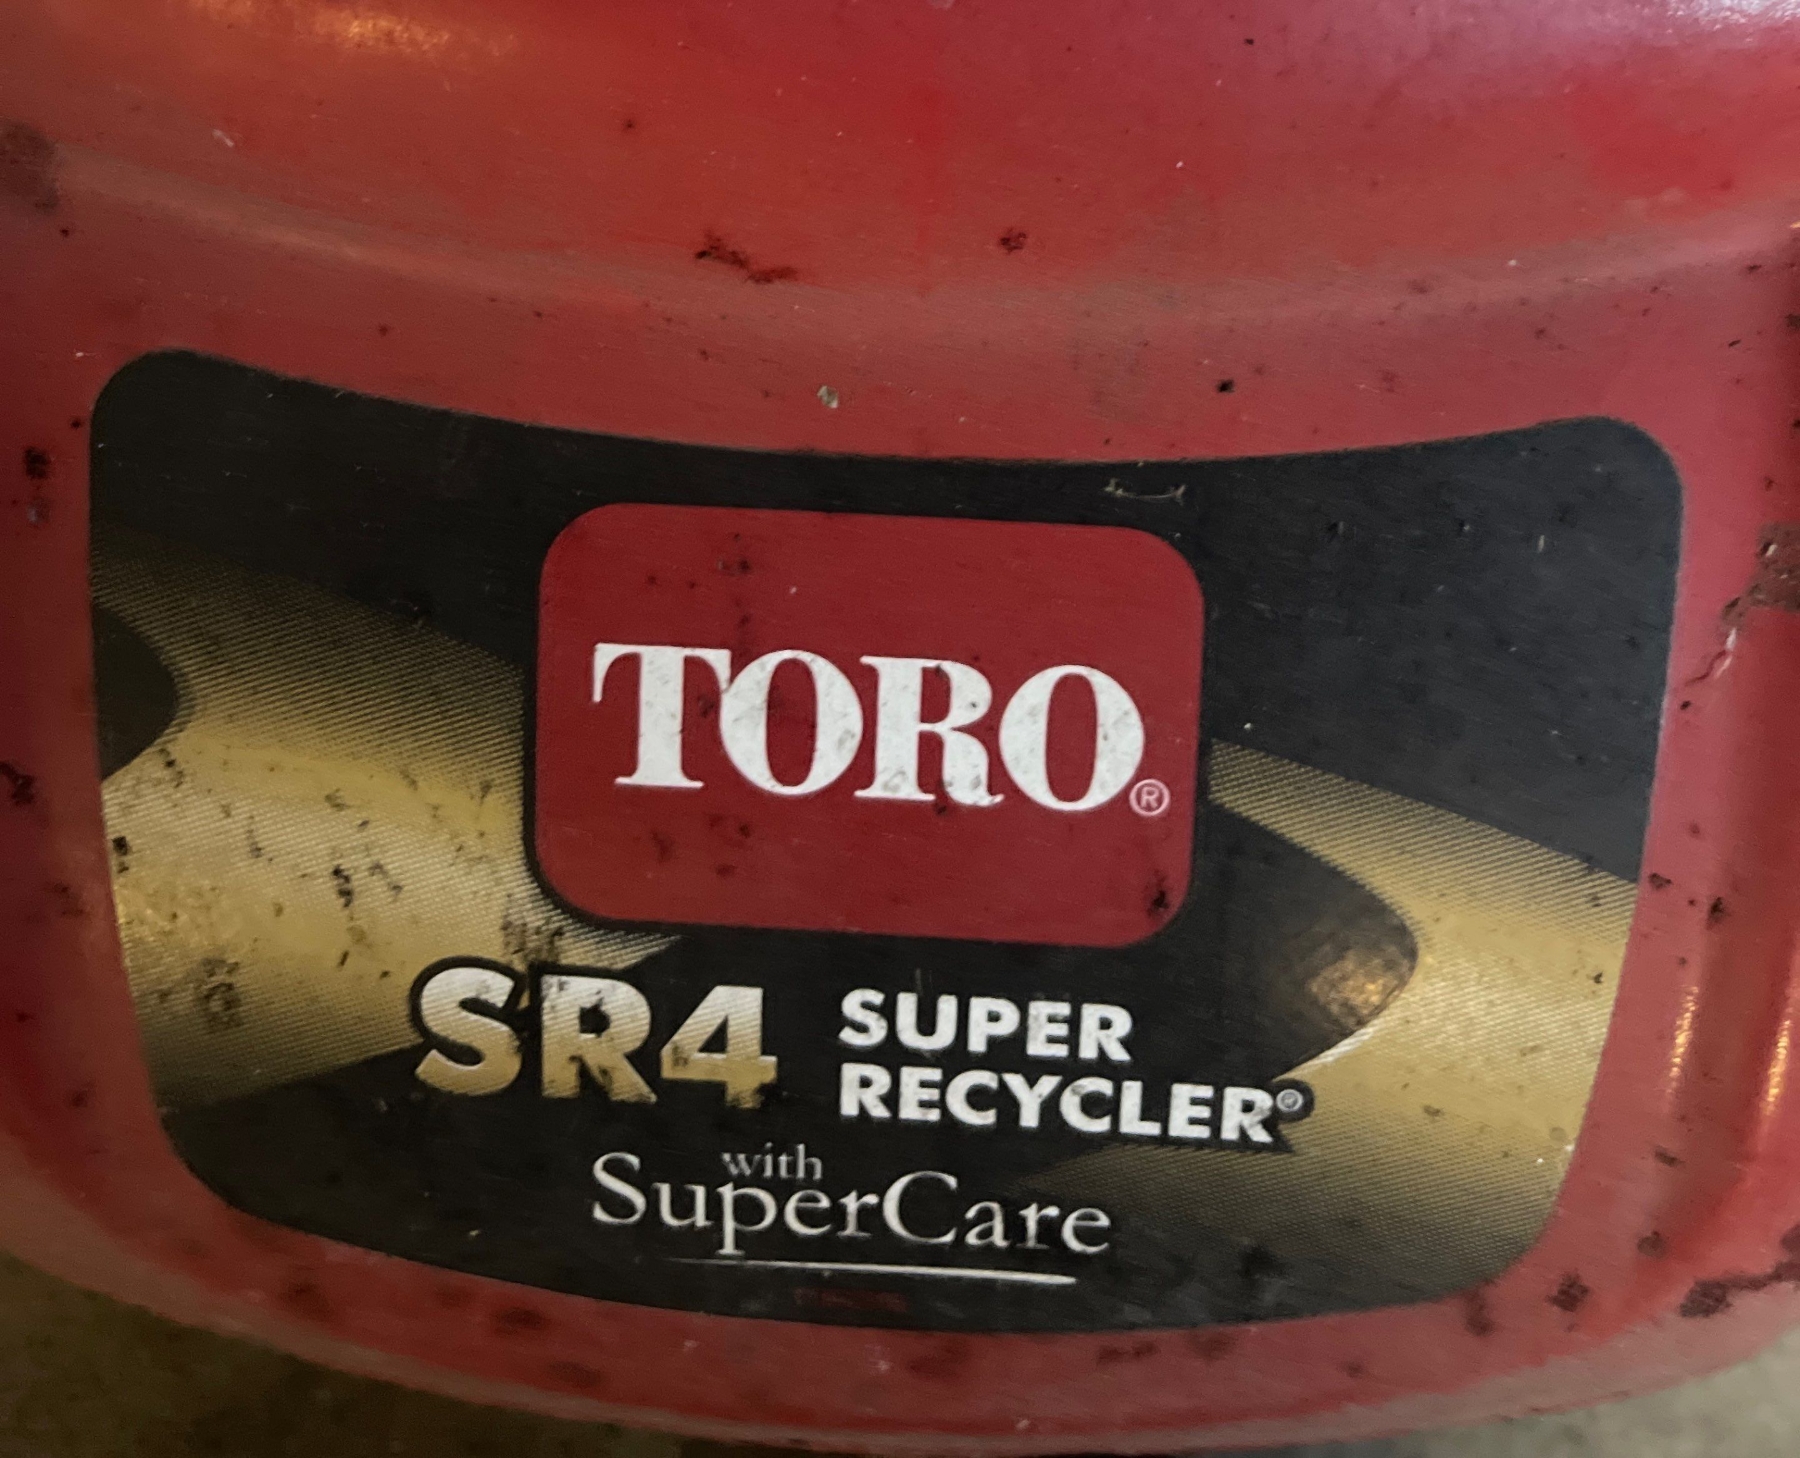 TORO®
SR4 SUPER
RECYCLER®
with
SuperCare